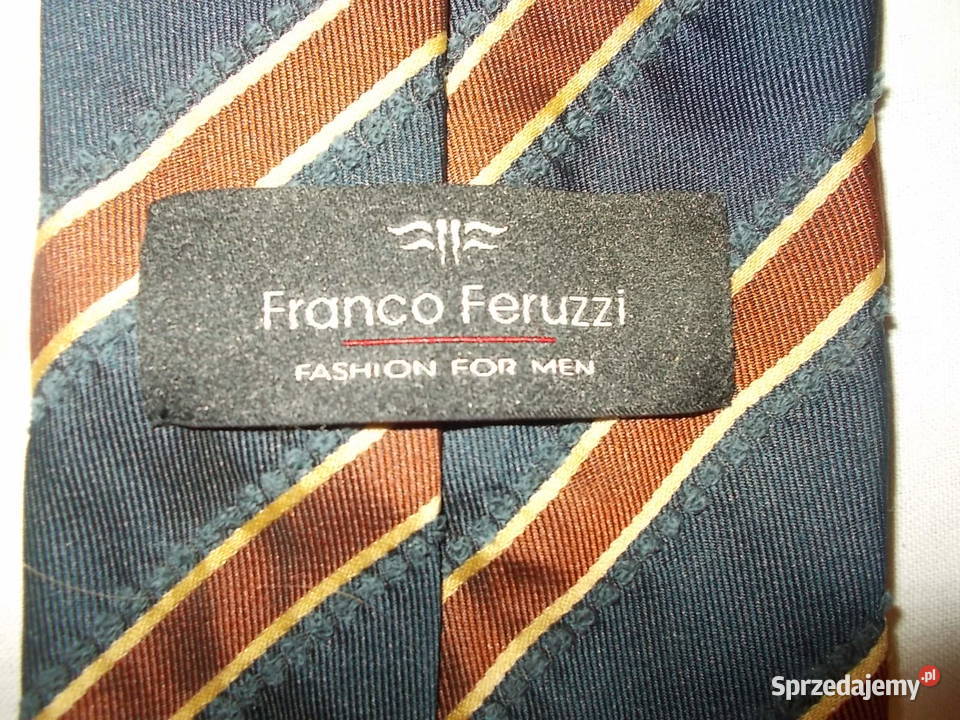 Franco Feruzzi
FASHION FOR MEN
Sprzedajemy.pl